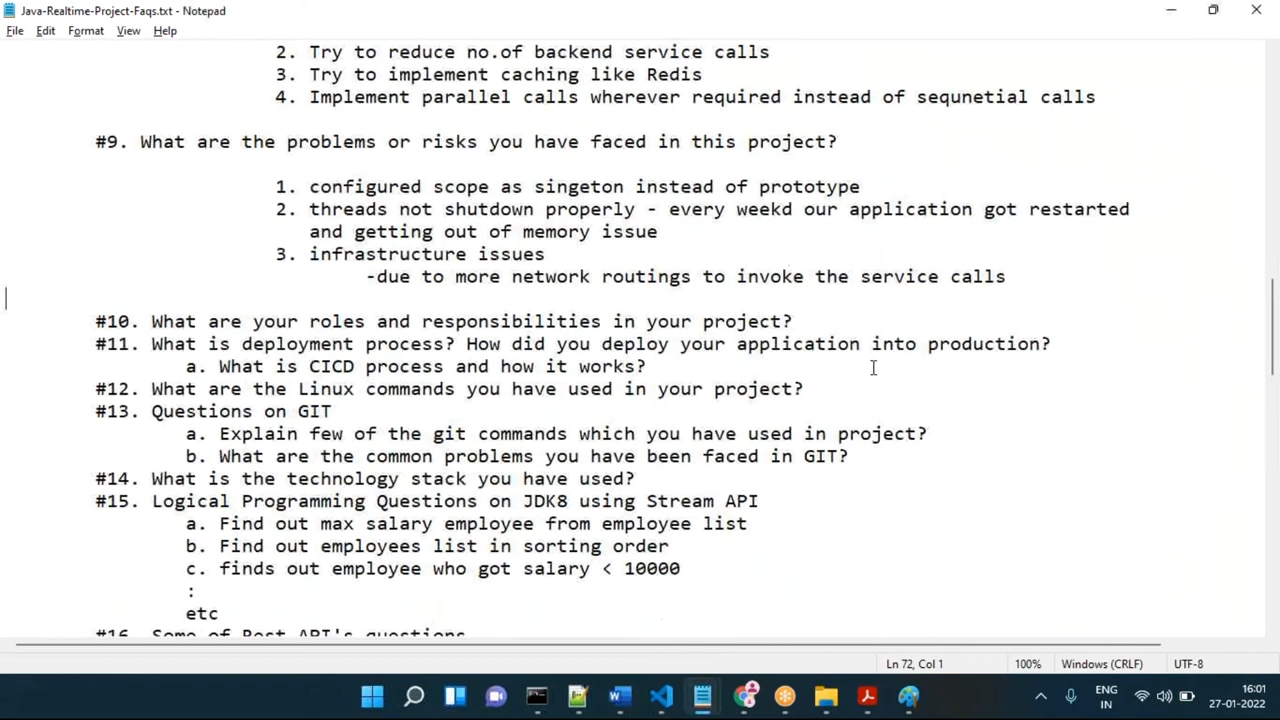 Java-Realtime-Project-Faqs.txt - Notepad
File Edit Format View Help
2. Try to reduce no.of backend service calls
3. Try to implement caching like Redis
4. Implement parallel calls wherever required instead of sequnetial calls
#9. What are the problems or risks you have faced in this project?
1. configured scope as singeton instead of prototype
2. threads not shutdown properly - every weekd our application got restarted
and getting out of memory issue
3. infrastructure issues
-due to more network routings to invoke the service calls
#10. What are your roles and responsibilities in your project?
#11. What is deployment process? How did you deploy your application into production?
a. What is CICD process and how it works?
#12. What are the Linux commands you have used in your project?
#13. Questions on GIT
a. Explain few of the git commands which you have used in project?
b. What are the common problems you have been faced in GIT?
#14. What is the technology stack you have used?
#15. Logical Programming Questions on JDK8 using Stream API
a. Find out max salary employee from employee list
b. Find out employees list in sorting order
c. finds out employee who got salary < 10000
:
etc
#16. Some of Rest API's questions
Ln 72, Col 1 100% Windows (CRLF) UTF-8
ENG 16:01
IN 27-01-2022